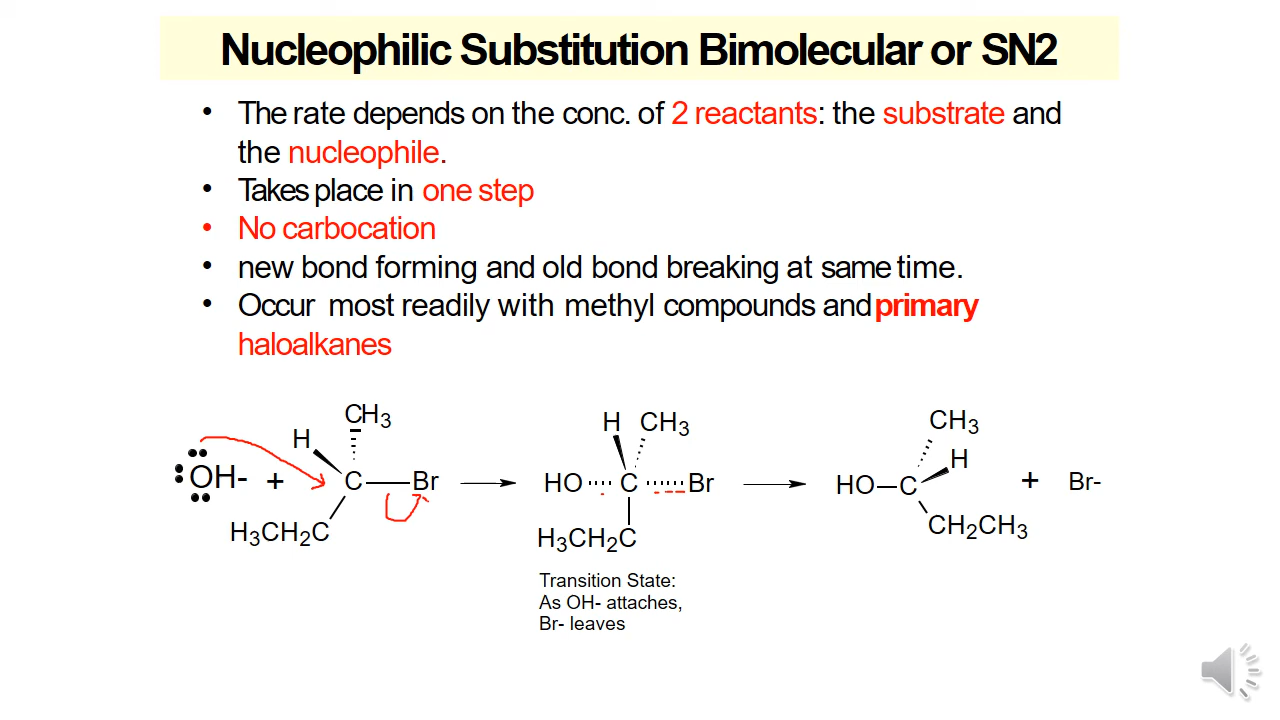 Nucleophilic Substitution Bimolecular or SN2
• The rate depends on the conc. of 2 reactants: the substrate and
the nucleophile.
• Takes place in one step
• No carbocation
• new bond forming and old bond breaking at same time.
• Occur most readily with methyl compounds and primary
haloalkanes
CH3
H
OH- + C Br
H3CH2C
H CH3
HO C Br
H3CH2C
Transition State:
As OH- attaches,
Br- leaves
CH3
H
HO C + Br-
CH2CH3